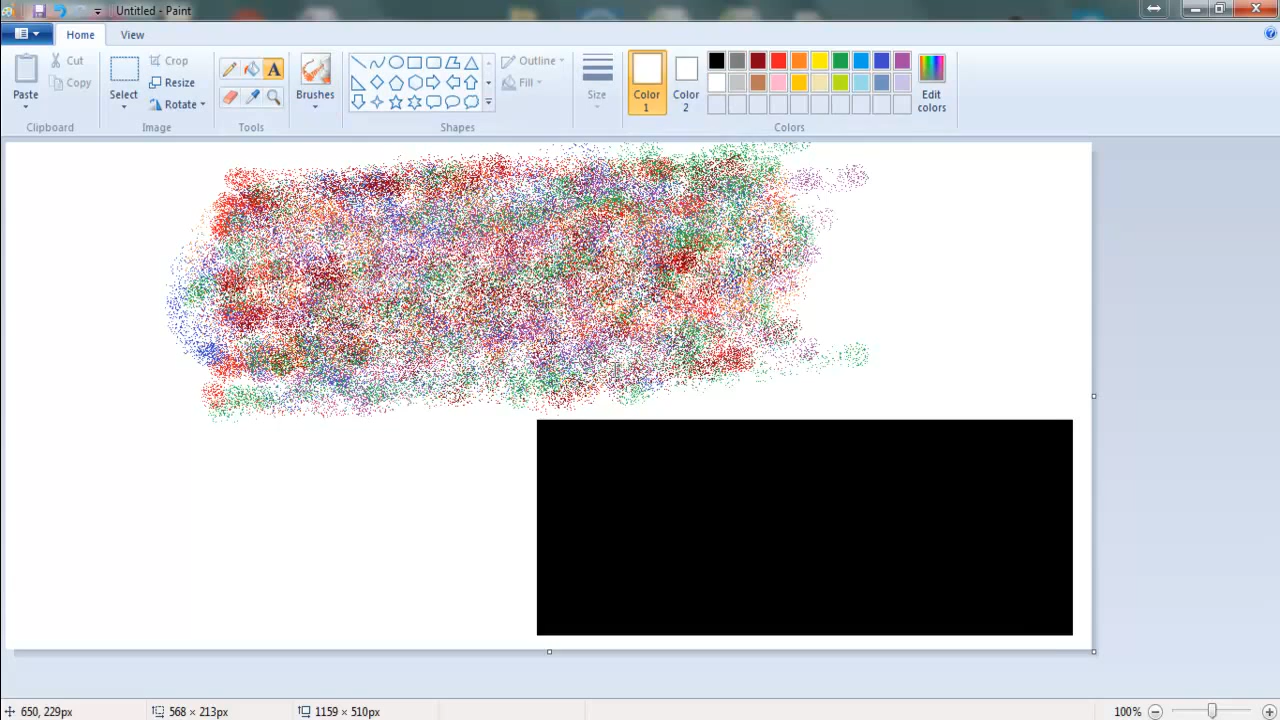 Untitled - Paint
Home View
Paste
Cut
Copy
Clipboard
Select
Crop
Resize
Rotate
Image
A
Tools
Brushes
Outline
Fill
Shapes
Size
Color 1
Color 2
Edit colors
Colors
650, 229px
568 × 213px
1159 × 510px
100%